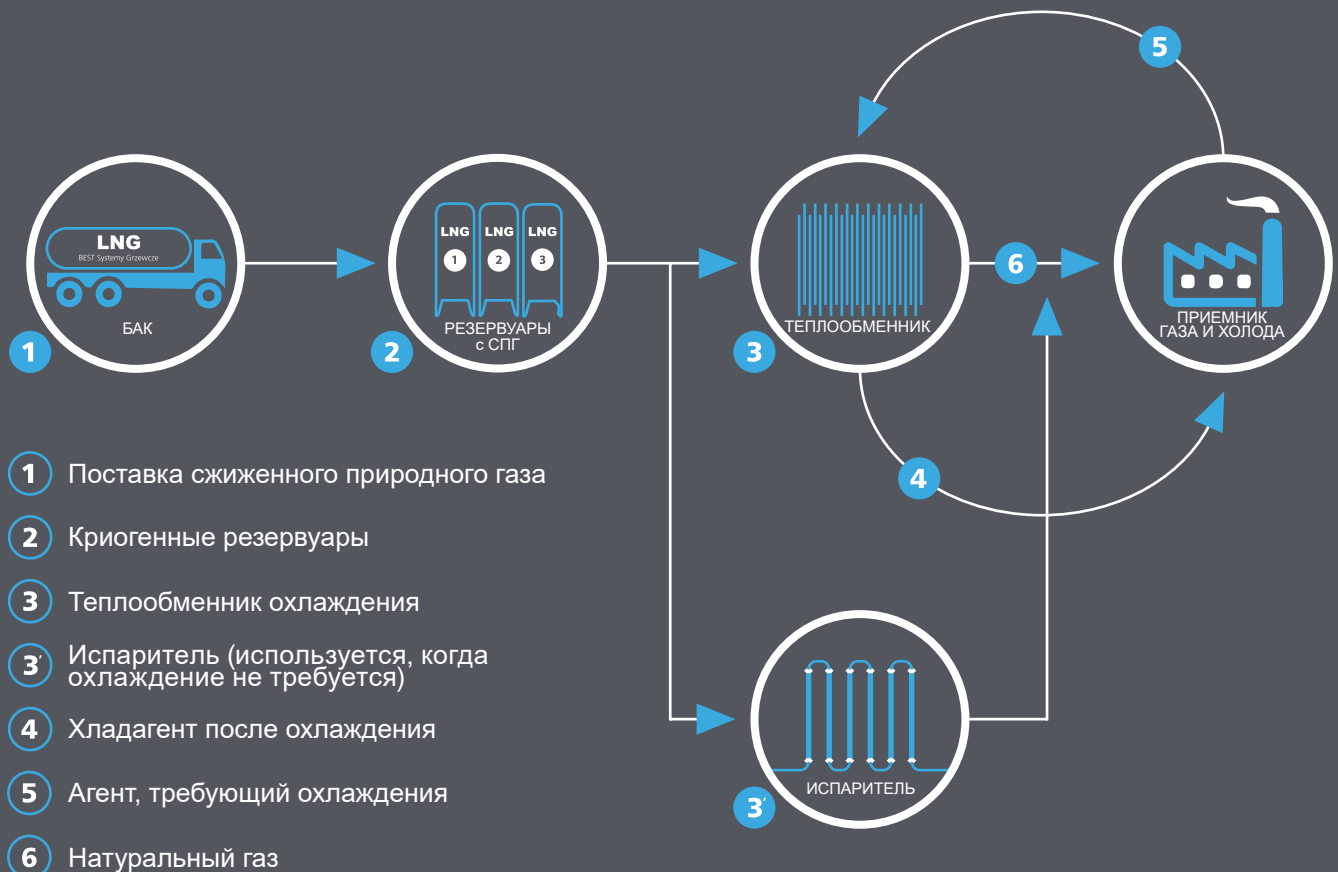 5
LNG
BEST Systemy Grzewcze
БАК
1
LNG LNG LNG
1 2 3
РЕЗЕРВУАРЫ
с СПГ
2
ТЕПЛООБМЕННИК
3
6
ПРИЕМНИК
ГАЗА И ХОЛОДА
4
1 Поставка сжиженного природного газа
2 Криогенные резервуары
3 Теплообменник охлаждения
3' Испаритель (используется, когда
охлаждение не требуется)
4 Хладагент после охлаждения
5 Агент, требующий охлаждения
6 Натуральный газ
ИСПАРИТЕЛЬ
3'